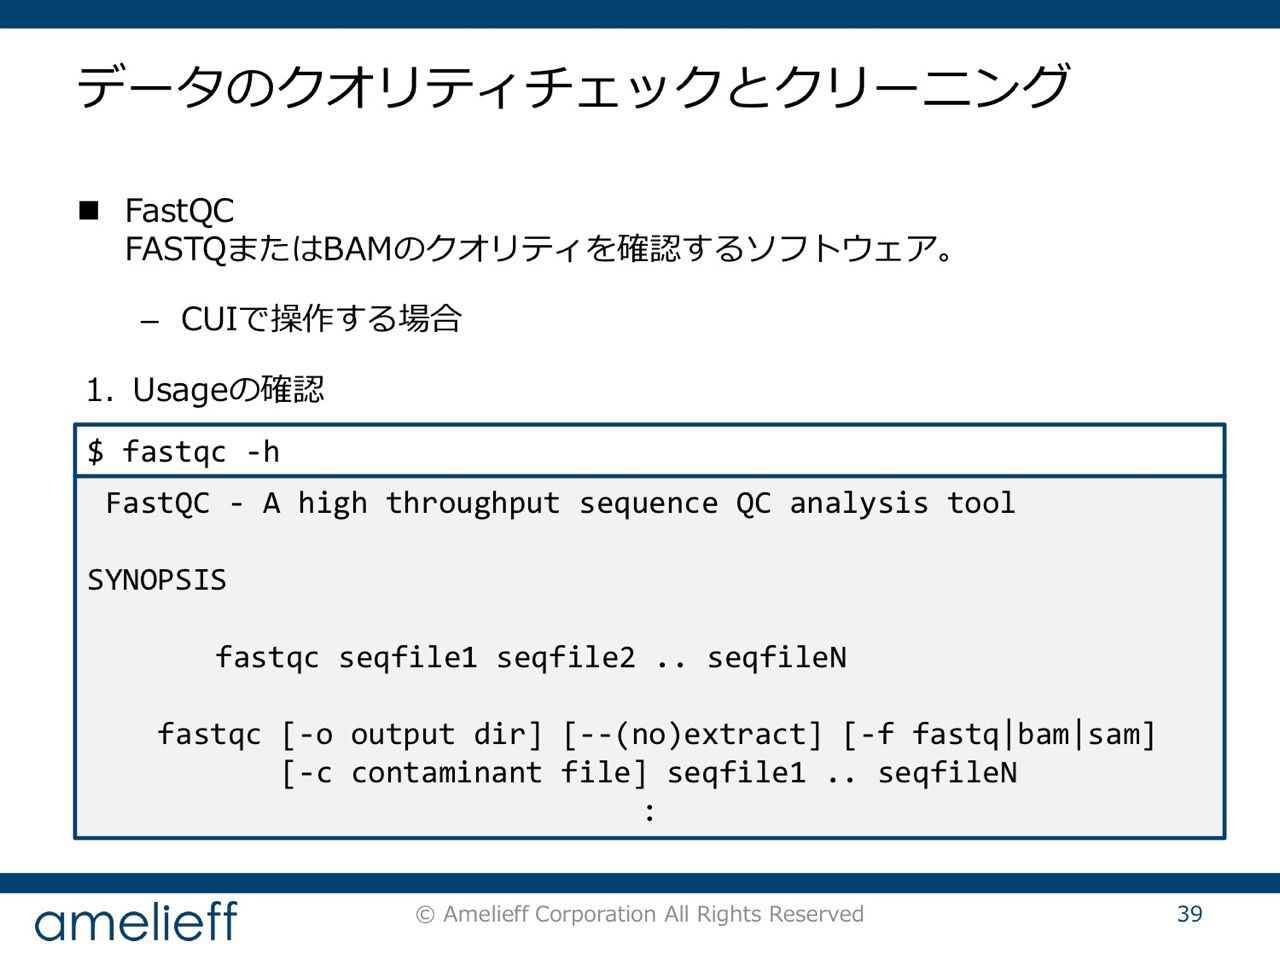 データのクオリティチェックとクリーニング
■ FastQC
FASTQまたはBAMのクオリティを確認するソフトウェア。
– CUIで操作する場合
1. Usageの確認
$ fastqc -h
FastQC - A high throughput sequence QC analysis tool
SYNOPSIS
fastqc seqfile1 seqfile2 .. seqfileN
fastqc [-o output dir] [--(no)extract] [-f fastq|bam|sam]
[-c contaminant file] seqfile1 .. seqfileN
:
amelieff
© Amelieff Corporation All Rights Reserved
39